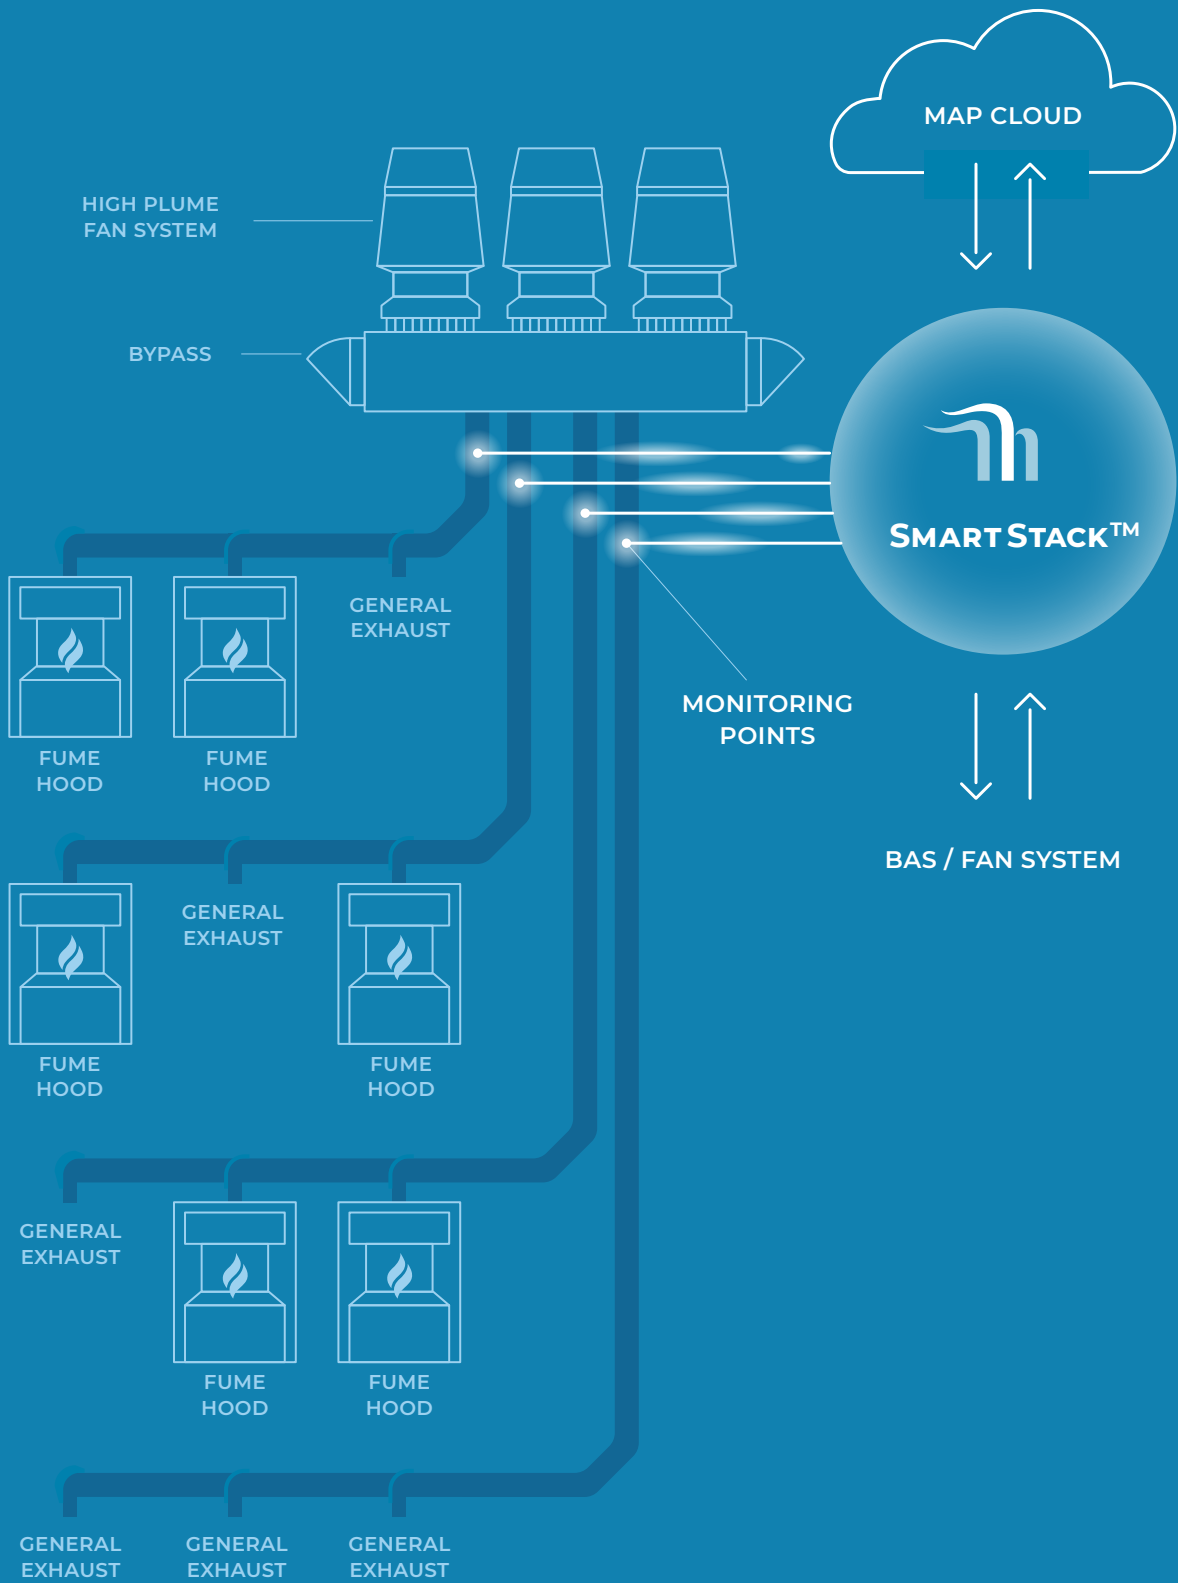 MAP CLOUD
HIGH PLUME
FAN SYSTEM
BYPASS
SMART STACK™
GENERAL
EXHAUST
MONITORING
POINTS
FUME
HOOD
FUME
HOOD
BAS / FAN SYSTEM
GENERAL
EXHAUST
FUME
HOOD
FUME
HOOD
GENERAL
EXHAUST
FUME
HOOD
FUME
HOOD
GENERAL
EXHAUST
GENERAL
EXHAUST
GENERAL
EXHAUST